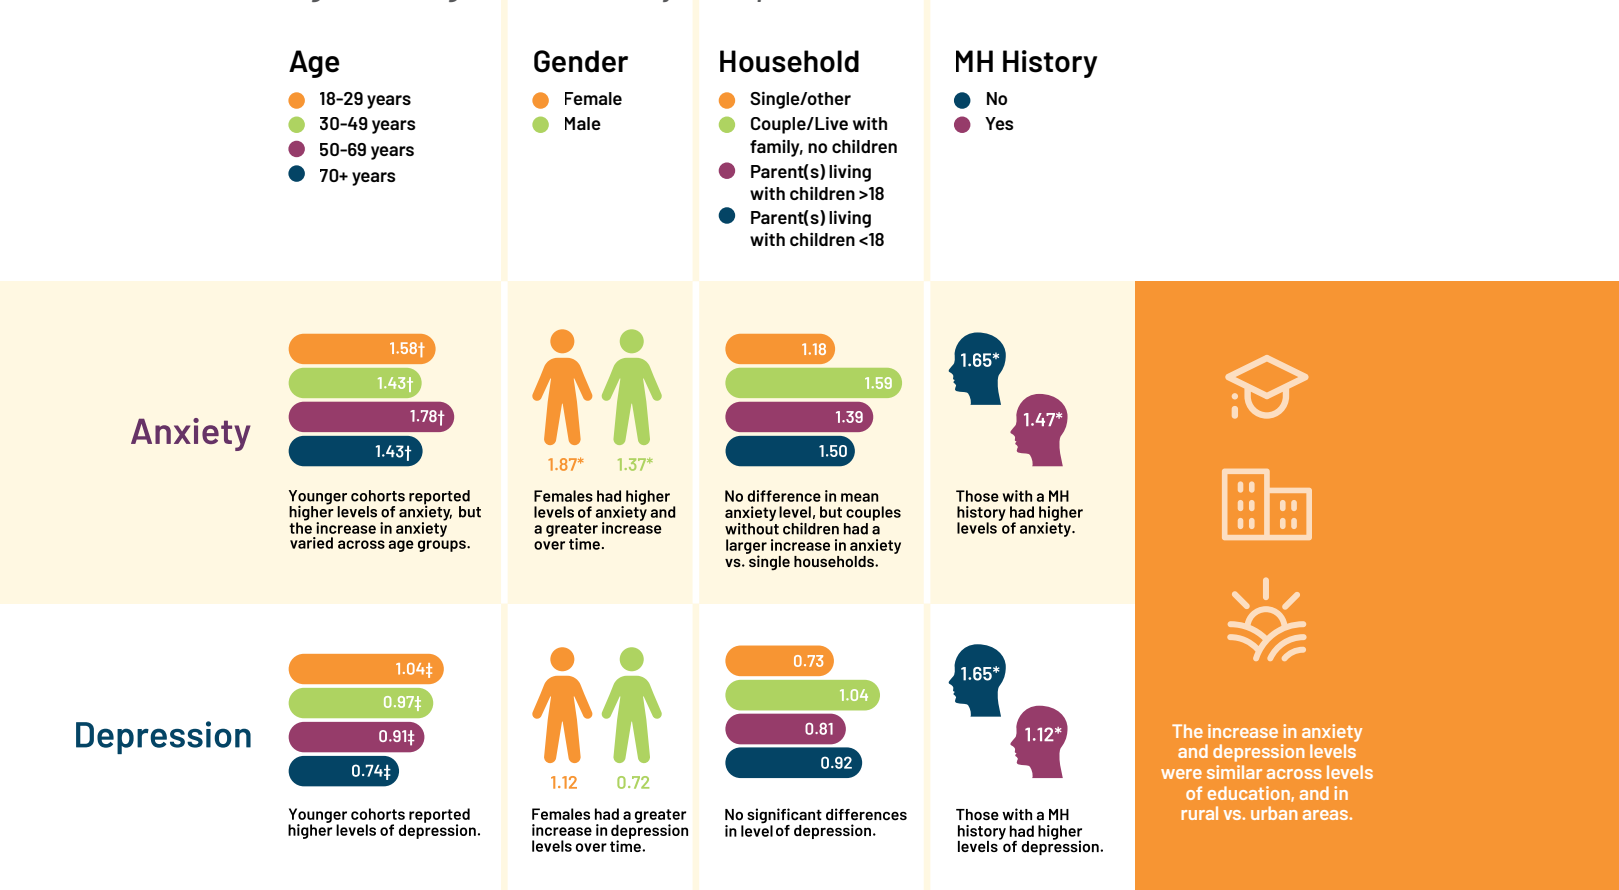 Age
18-29 years
30-49 years
50-69 years
70+ years
Gender
Female
Male
Household
Single/other
Couple/Live with
family, no children
Parent(s) living
with children >18
Parent(s) living
with children <18
MH History
No
Yes
Anxiety
1.58†
1.43†
1.78†
1.43†
Younger cohorts reported
higher levels of anxiety, but
the increase in anxiety
varied across age groups.
1.87* 1.37*
Females had higher
levels of anxiety and
a greater increase
over time.
1.18
1.59
1.39
1.50
No difference in mean
anxiety level, but couples
without children had a
larger increase in anxiety
vs. single households.
1.65*
1.47*
Those with a MH
history had higher
levels of anxiety.
Depression
1.04‡
0.97‡
0.91‡
0.74‡
Younger cohorts reported
higher levels of depression.
1.12 0.72
Females had a greater
increase in depression
levels over time.
0.73
1.04
0.81
0.92
No significant differences
in level of depression.
1.65*
1.12*
Those with a MH
history had higher
levels of depression.
The increase in anxiety
and depression levels
were similar across levels
of education, and in
rural vs. urban areas.